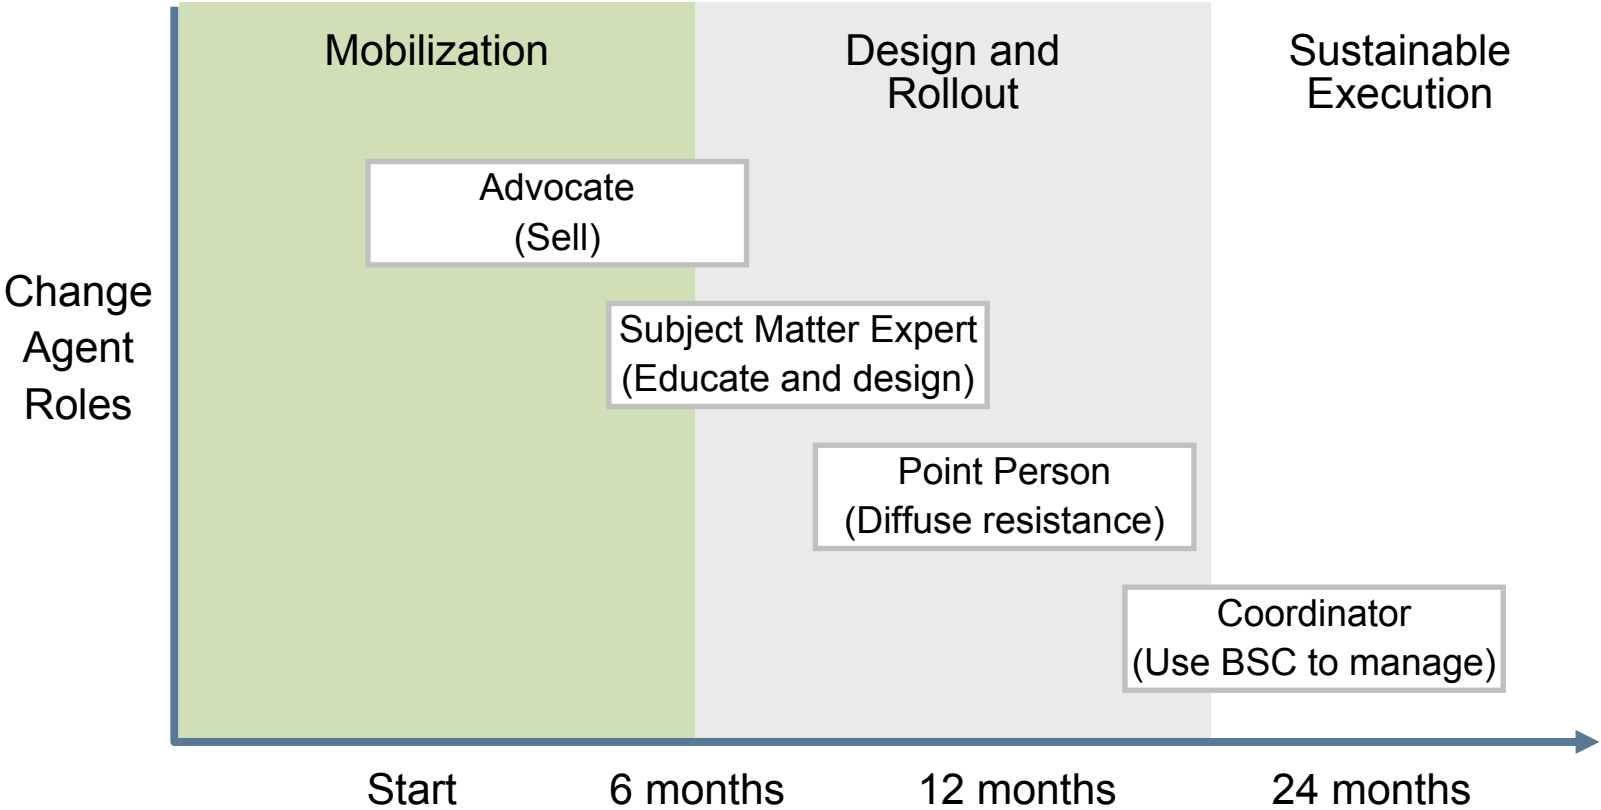 Mobilization
Design and
Rollout
Sustainable
Execution
Advocate
(Sell)
Change
Agent
Roles
Subject Matter Expert
(Educate and design)
Point Person
(Diffuse resistance)
Coordinator
(Use BSC to manage)
Start
6 months
12 months
24 months